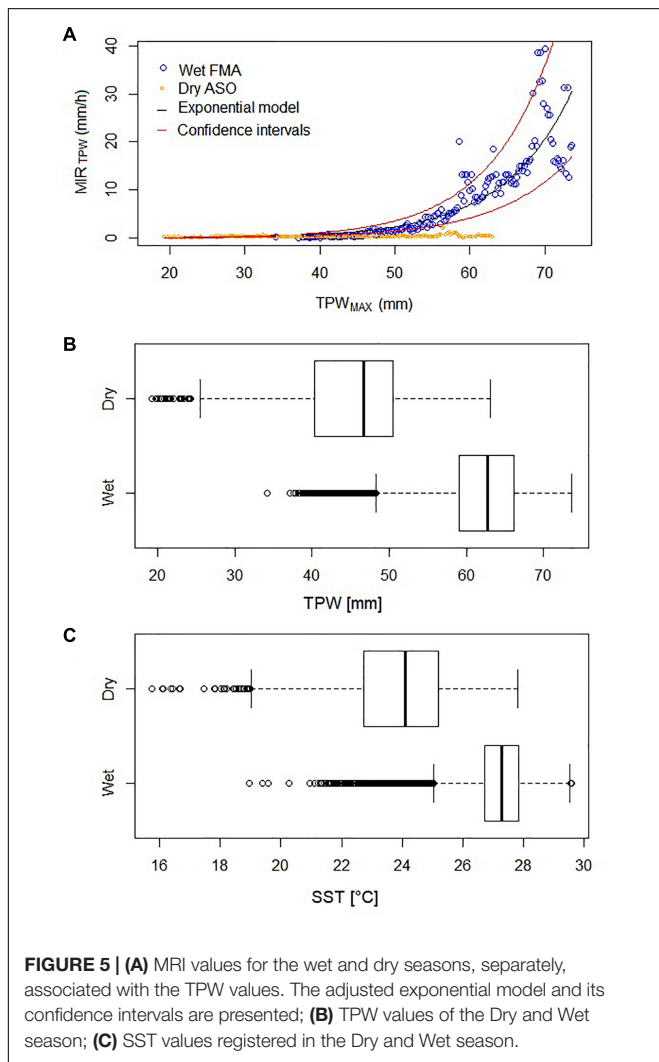 A
MIR TPW (mm/h)
40
30
20
10
0
Wet FMA
Dry ASO
Exponential model
Confidence intervals
20 30 40 50 60 70
TPW MAX (mm)
B
Dry
Wet
20 30 40 50 60 70
TPW [mm]
C
Dry
Wet
16 18 20 22 24 26 28 30
SST [°C]
FIGURE 5 | (A) MRI values for the wet and dry seasons, separately,
associated with the TPW values. The adjusted exponential model and its
confidence intervals are presented; (B) TPW values of the Dry and Wet
season; (C) SST values registered in the Dry and Wet season.